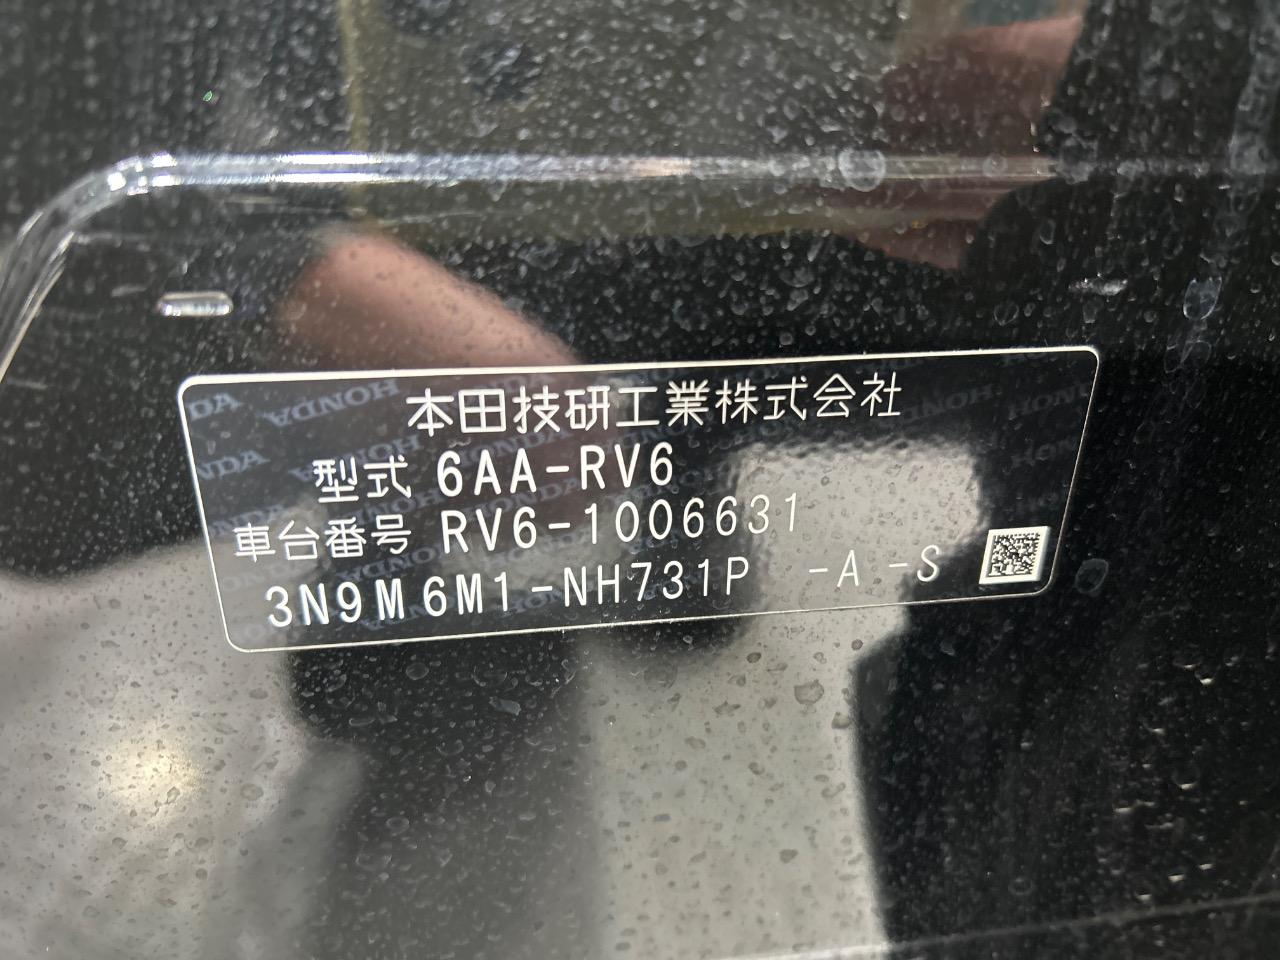 本田技研工業株式会社
型式 6AA-RV6
車台番号 RV6-1006631
3N9M6M1-NH731P -A -S